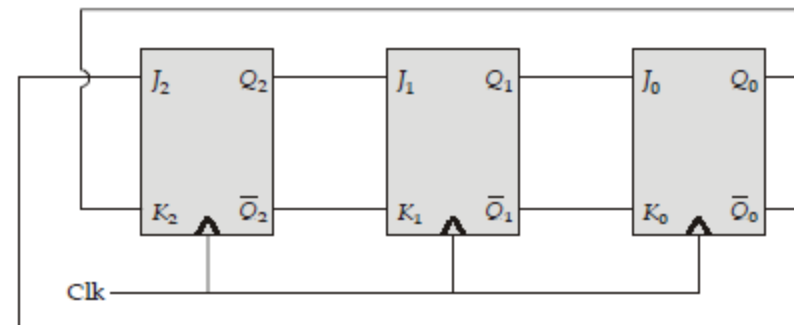 J₂ Q₂ J₁ Q₁ J₀ Q₀
K₂ Q̅₂ K₁ Q̅₁ K₀ Q̅₀
Clk